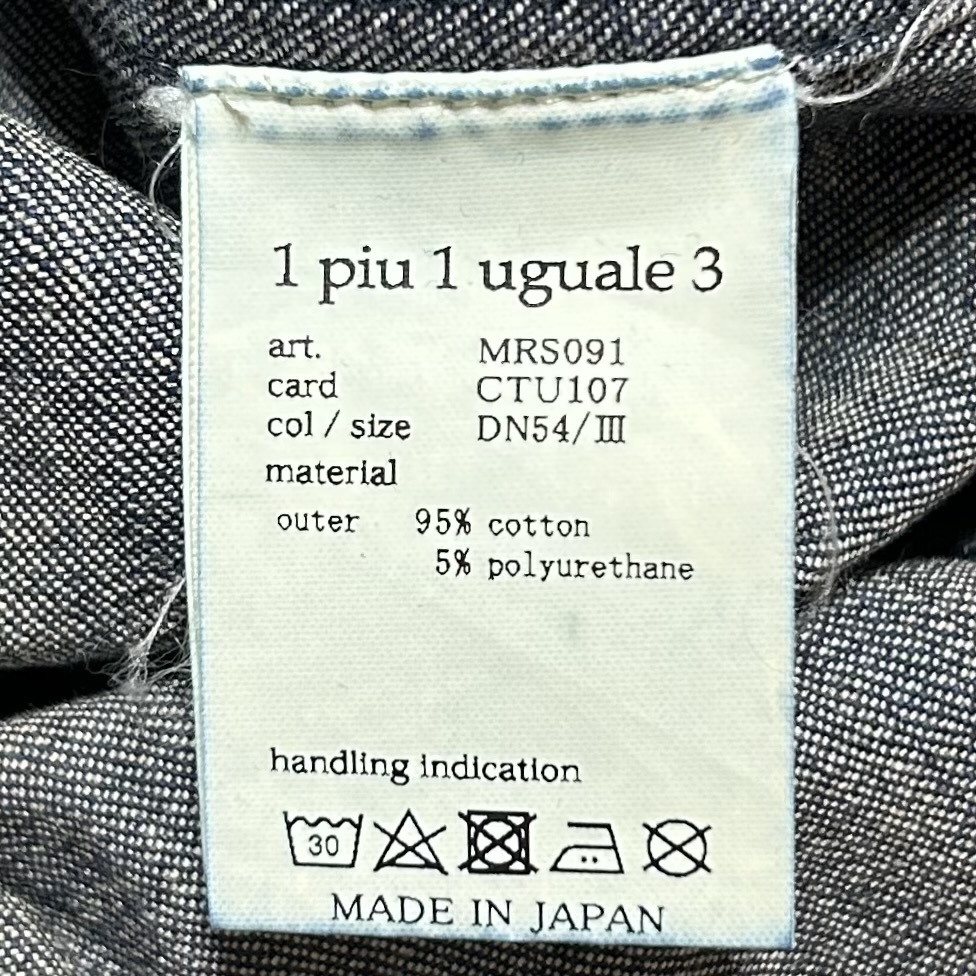 1 piu 1 uguale 3
art. MRS091
card CTU107
col / size DN54/Ⅲ
material
outer 95% cotton
5% polyurethane
handling indication
30
MADE IN JAPAN